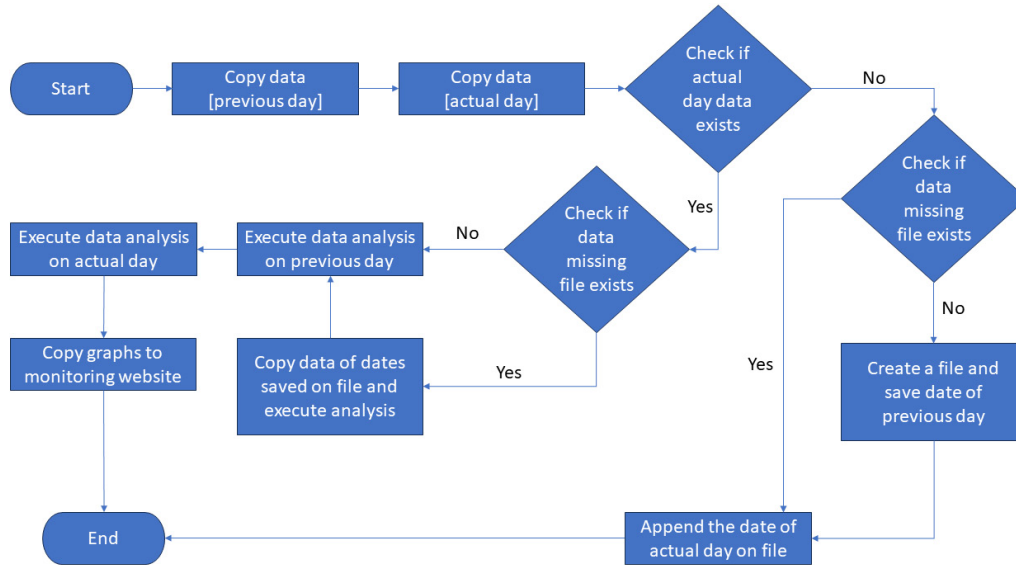 Start
Copy data
[previous day]
Copy data
[actual day]
Check if
actual
day data
exists
No
Check if
data
missing
file exists
Yes
Check if
data
missing
file exists
No
Execute data analysis
on previous day
Execute data analysis
on actual day
Copy graphs to
monitoring website
Yes
Copy data of dates
saved on file and
execute analysis
Yes
No
Create a file and
save date of
previous day
Append the date of
actual day on file
End